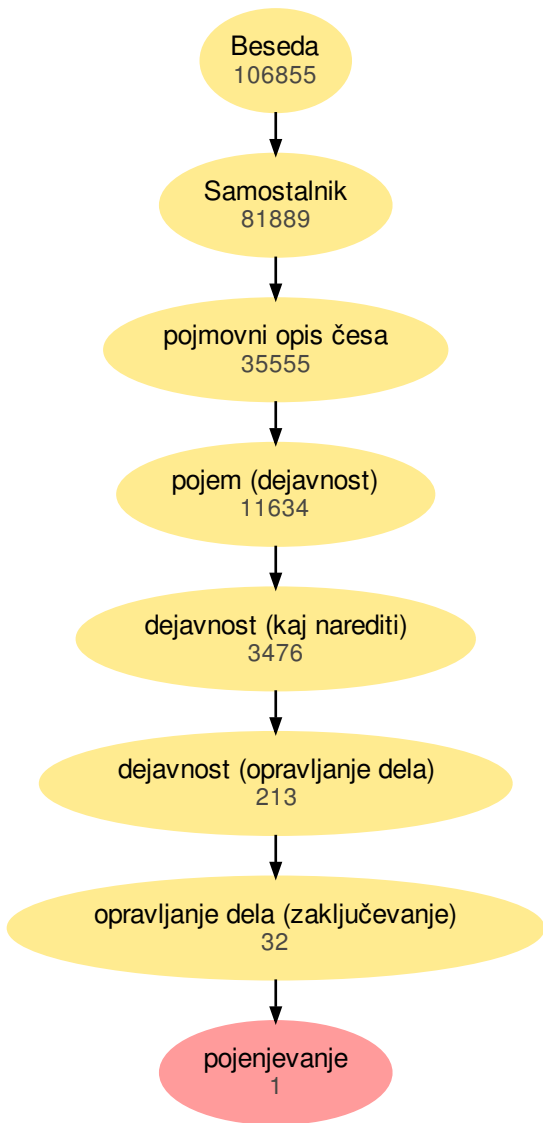 Beseda
106855
Samostalnik
81889
pojmovni opis česa
35555
pojem (dejavnost)
11634
dejavnost (kaj narediti)
3476
dejavnost (opravljanje dela)
213
opravljanje dela (zaključevanje)
32
pojenjevanje
1